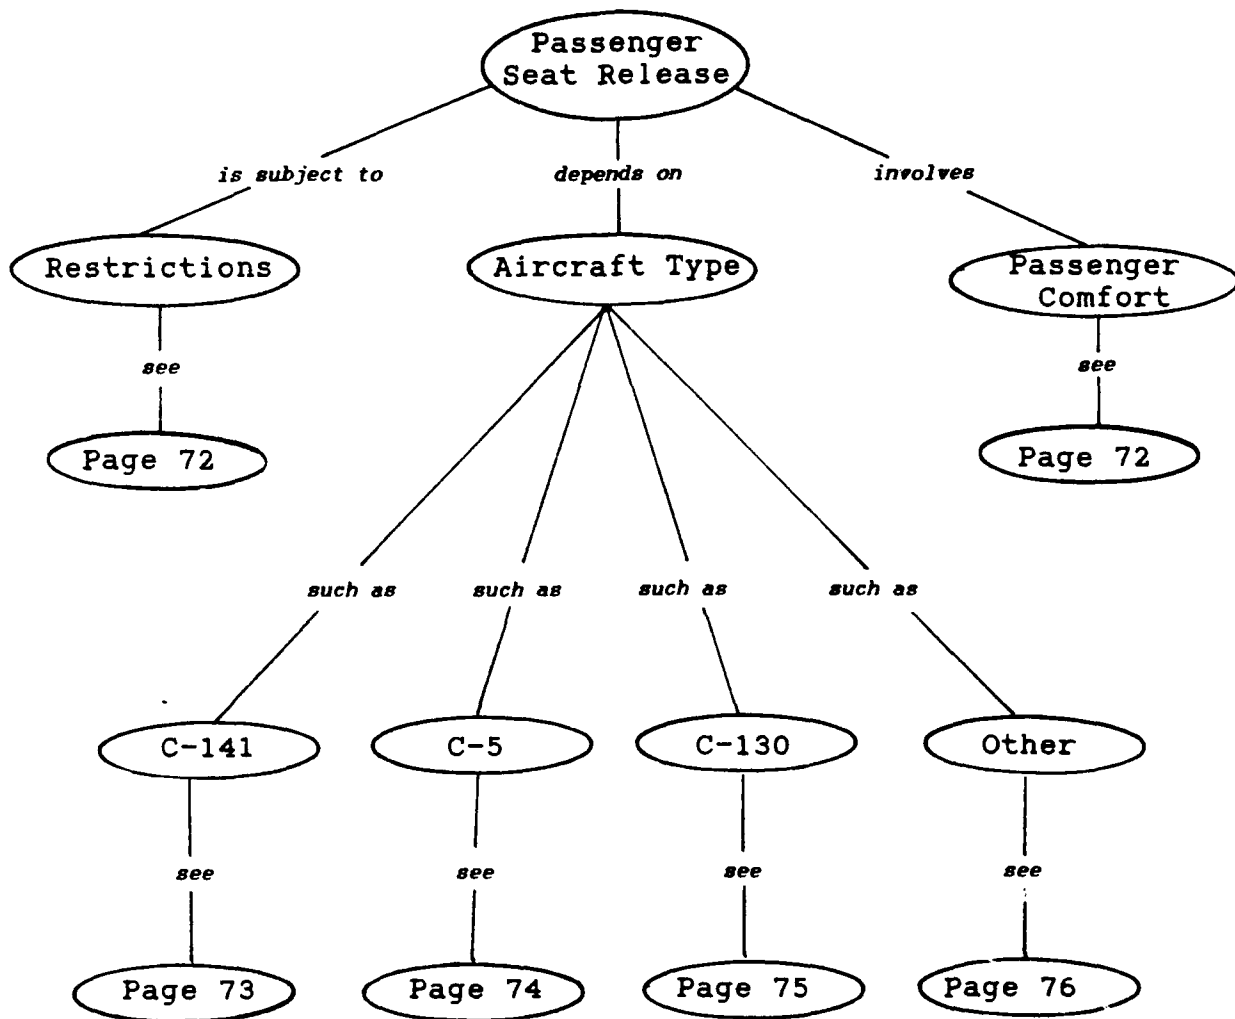 Passenger
Seat Release
is subject to
depends on
involves
Restrictions
Aircraft Type
Passenger
Comfort
see
see
Page 72
Page 72
such as
such as
such as
such as
C-141
C-5
C-130
Other
see
see
see
see
Page 73
Page 74
Page 75
Page 76